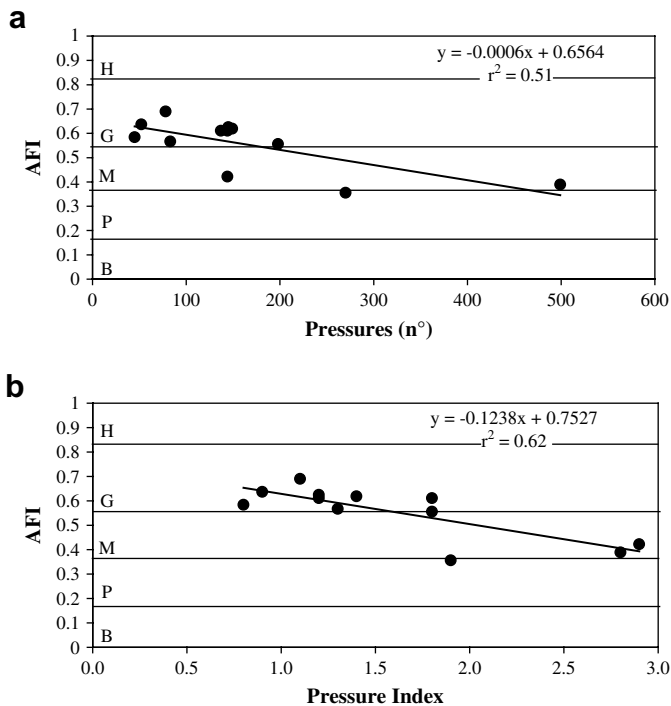 a
y = -0.0006x + 0.6564
r² = 0.51
1
0.9
0.8
0.7
0.6
0.5
0.4
0.3
0.2
0.1
0
H
G
M
P
B
AFI
0 100 200 300 400 500 600
Pressures (n°)
b
y = -0.1238x + 0.7527
r² = 0.62
1
0.9
0.8
0.7
0.6
0.5
0.4
0.3
0.2
0.1
0
H
G
M
P
B
AFI
0.0 0.5 1.0 1.5 2.0 2.5 3.0
Pressure Index